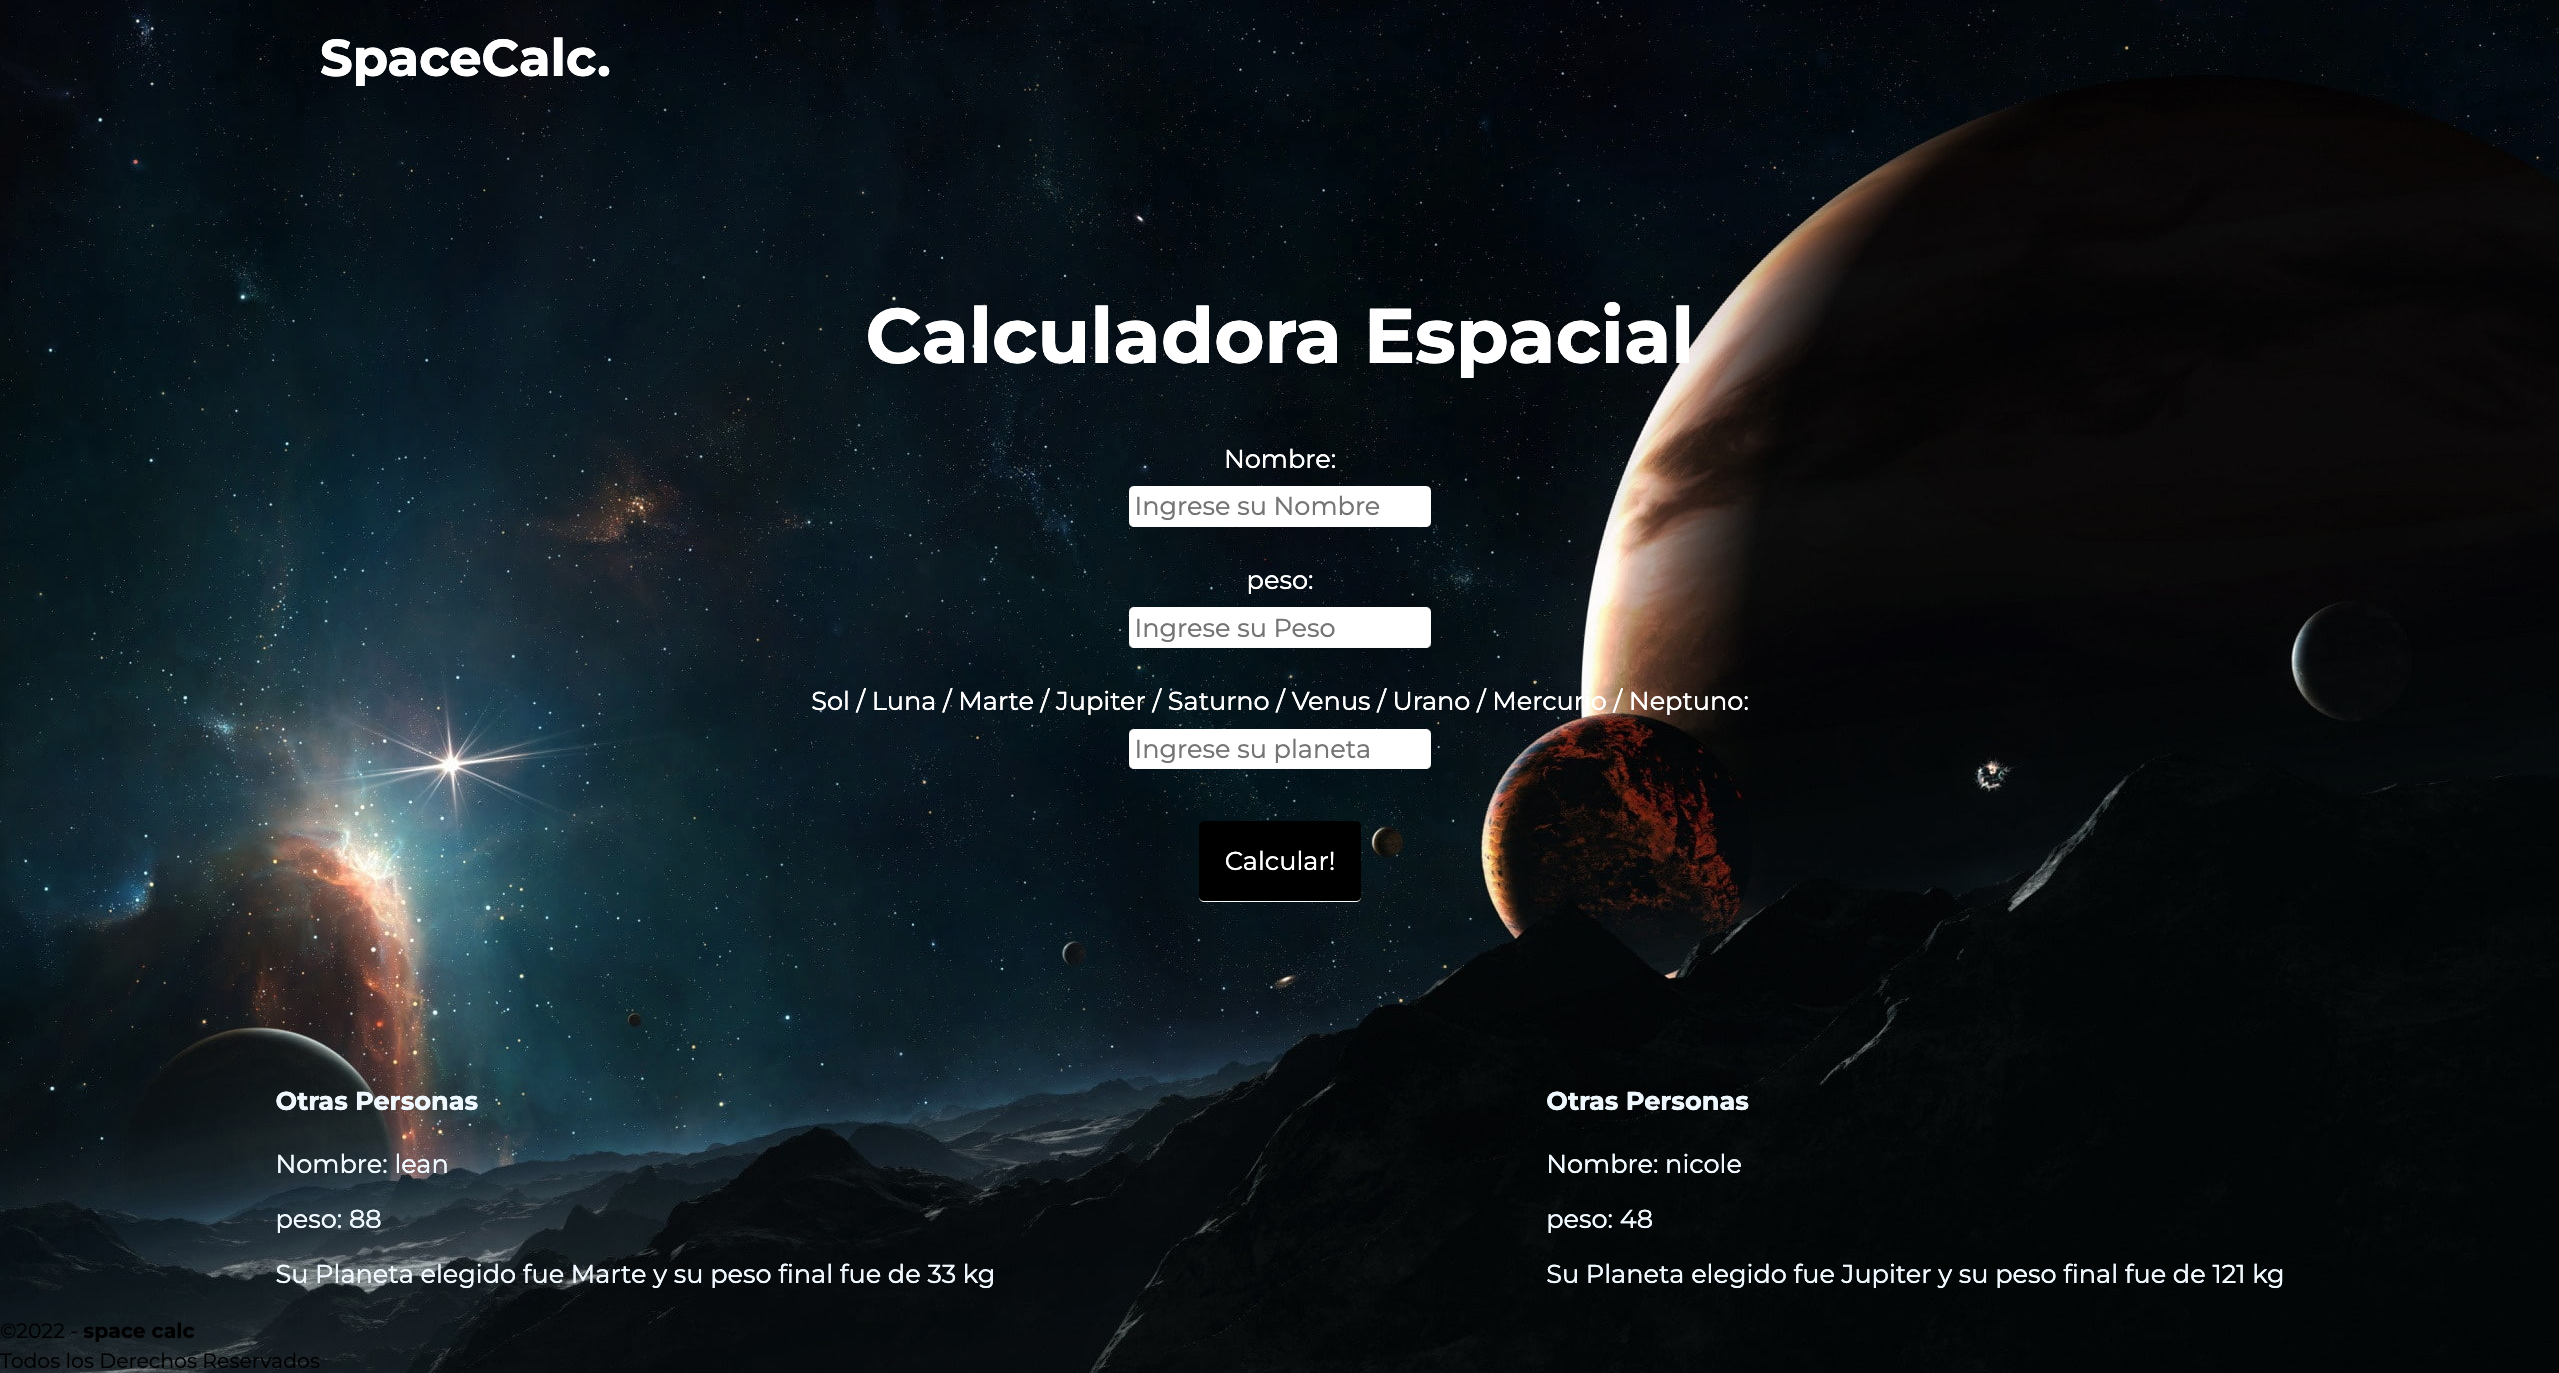 SpaceCalc.
Calculadora Espacial
Nombre:
Ingrese su Nombre
peso:
Ingrese su Peso
Sol / Luna / Marte / Jupiter / Saturno / Venus / Urano / Mercurio / Neptuno:
Ingrese su planeta
Calcular!
Otras Personas
Nombre: lean
peso: 88
Su Planeta elegido fue Marte y su peso final fue de 33 kg
Otras Personas
Nombre: nicole
peso: 48
Su Planeta elegido fue Jupiter y su peso final fue de 121 kg
©2022 - space calc
Todos los Derechos Reservados